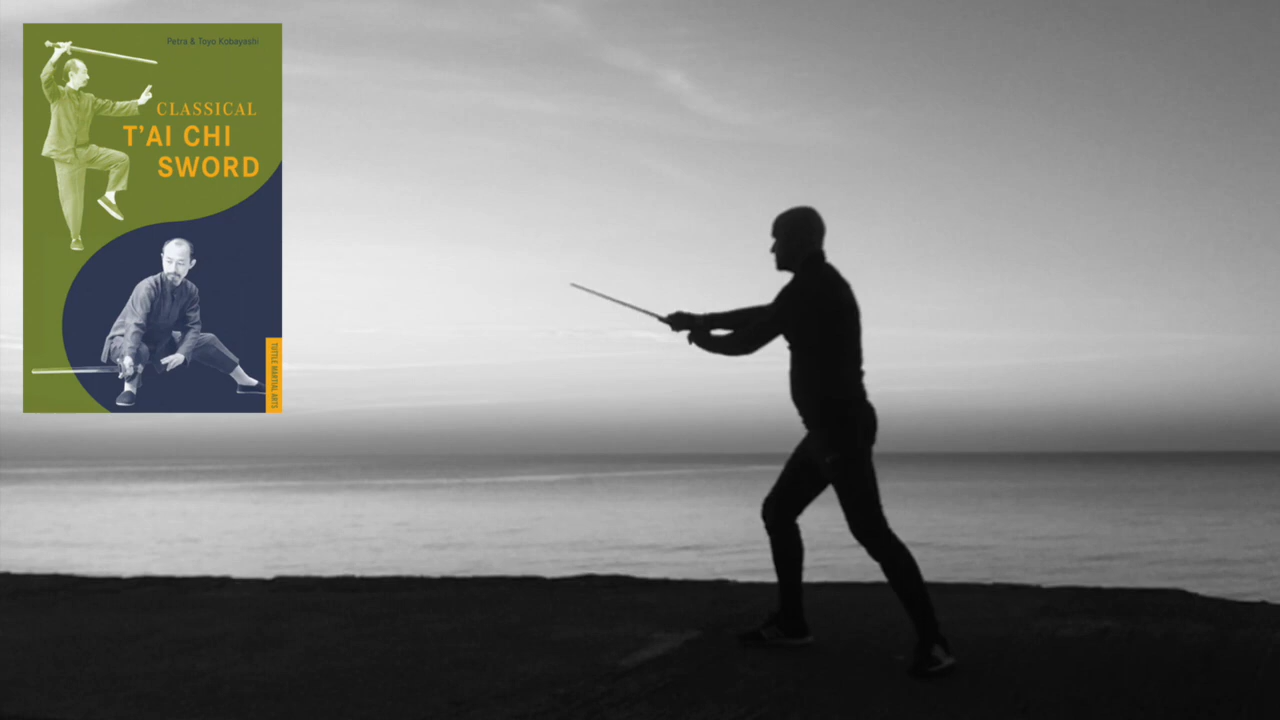 Petra & Toyo Kobayashi
CLASSICAL
T'AI CHI
SWORD
TUTTLE MARTIAL ARTS